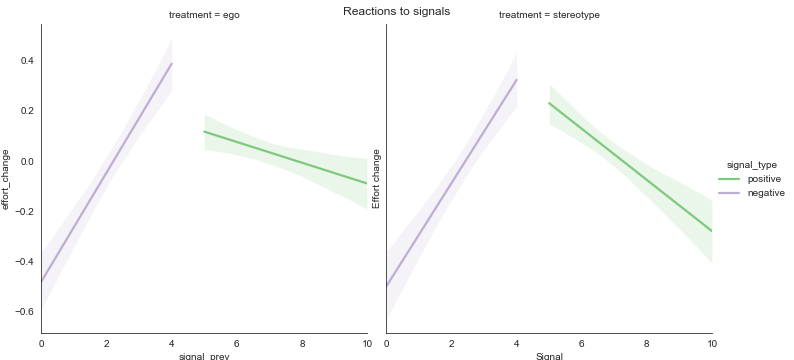 Reactions to signals
treatment = ego
treatment = stereotype
effort_change
0.4
0.2
0.0
−0.2
−0.4
−0.6
0 2 4 6 8 10
signal_prev
Effort change
0 2 4 6 8 10
Signal
signal_type
positive
negative